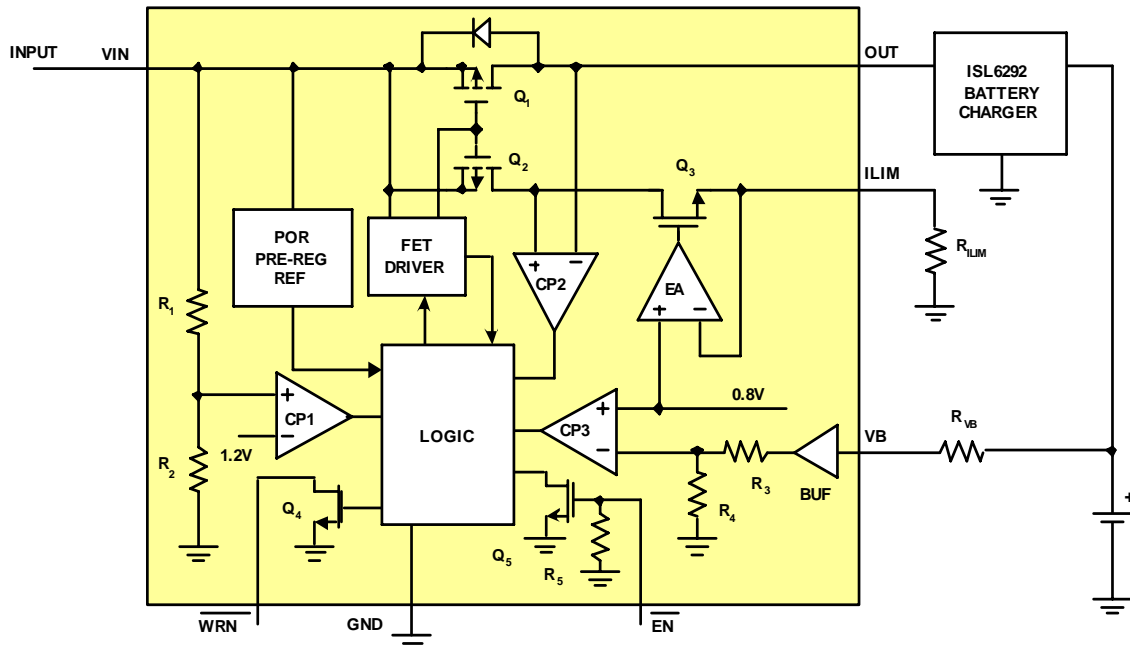 INPUT
VIN
OUT
ISL6292
BATTERY
CHARGER
Q1
Q2
Q3
ILIM
RILIM
POR
PRE-REG
REF
FET
DRIVER
+ −
CP2
EA
+ −
R1
+
CP1
−
1.2V
R2
LOGIC
+
CP3
−
0.8V
VB
RVB
R3
BUF
R4
+
Q4
Q5
R5
WRN
GND
EN